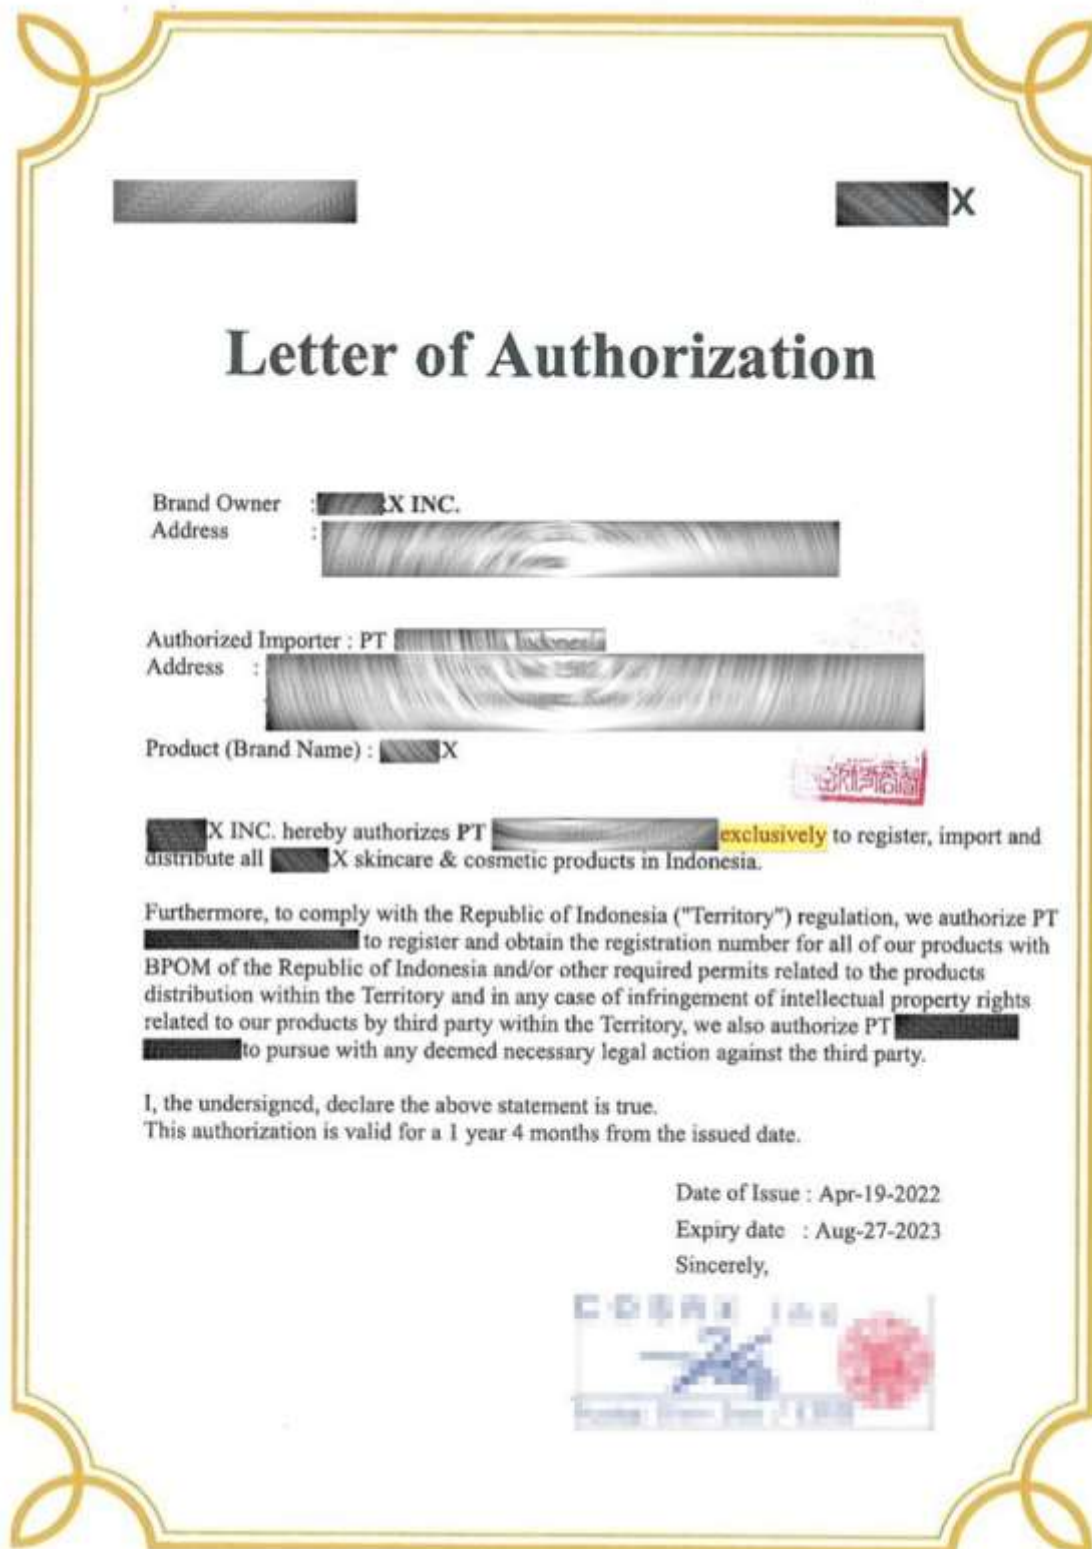 X
Letter of Authorization
Brand Owner : X INC.
Address :
Authorized Importer : PT Indonesia
Address :
Product (Brand Name) : X
X INC. hereby authorizes PT exclusively to register, import and
distribute all X skincare & cosmetic products in Indonesia.
Furthermore, to comply with the Republic of Indonesia ("Territory") regulation, we authorize PT
to register and obtain the registration number for all of our products with
BPOM of the Republic of Indonesia and/or other required permits related to the products
distribution within the Territory and in any case of infringement of intellectual property rights
related to our products by third party within the Territory, we also authorize PT
to pursue with any deemed necessary legal action against the third party.
I, the undersigned, declare the above statement is true.
This authorization is valid for a 1 year 4 months from the issued date.
Date of Issue : Apr-19-2022
Expiry date : Aug-27-2023
Sincerely,